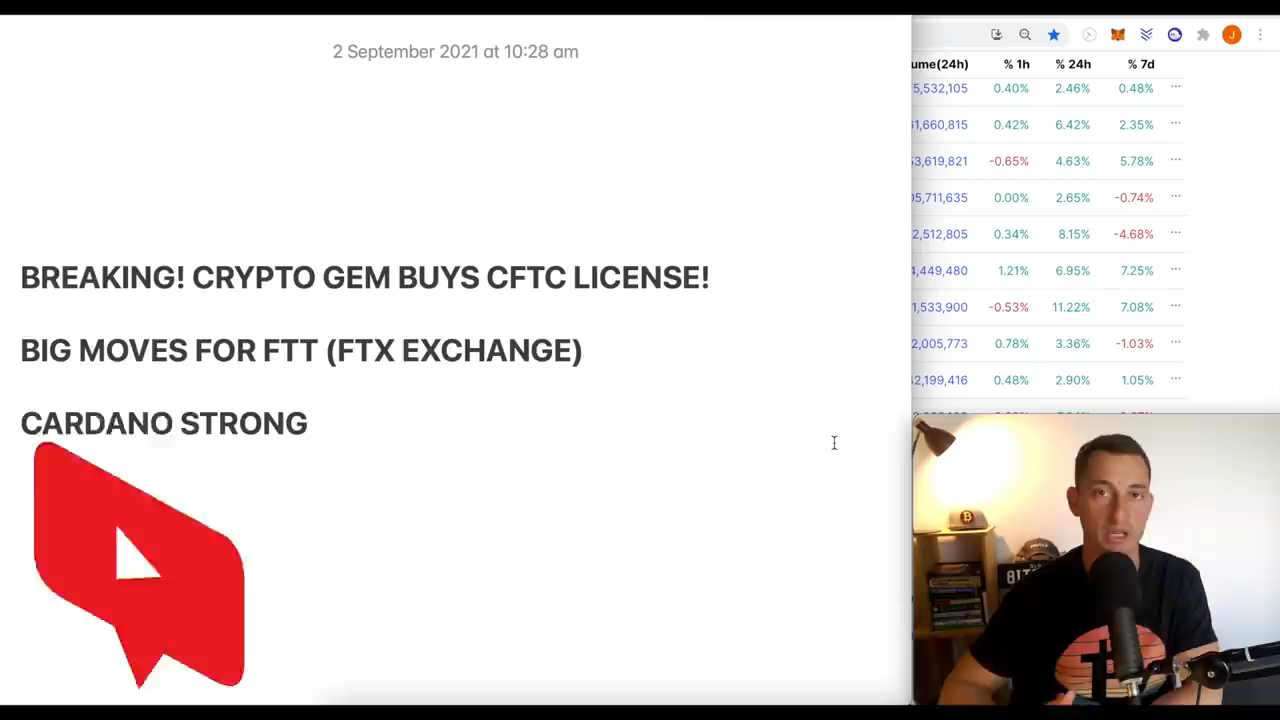 2 September 2021 at 10:28 am
BREAKING! CRYPTO GEM BUYS CFTC LICENSE!
BIG MOVES FOR FTT (FTX EXCHANGE)
CARDANO STRONG
ume(24h) % 1h % 24h % 7d
5,532,105 0.40% 2.46% 0.48%
61,660,815 0.42% 6.42% 2.35%
53,619,821 -0.65% 4.63% 5.78%
05,711,635 0.00% 2.65% -0.74%
2,512,805 0.34% 8.15% -4.68%
4,449,480 1.21% 6.95% 7.25%
1,533,900 -0.53% 11.22% 7.08%
2,005,773 0.78% 3.36% -1.03%
42,199,416 0.48% 2.90% 1.05%
J
BIT